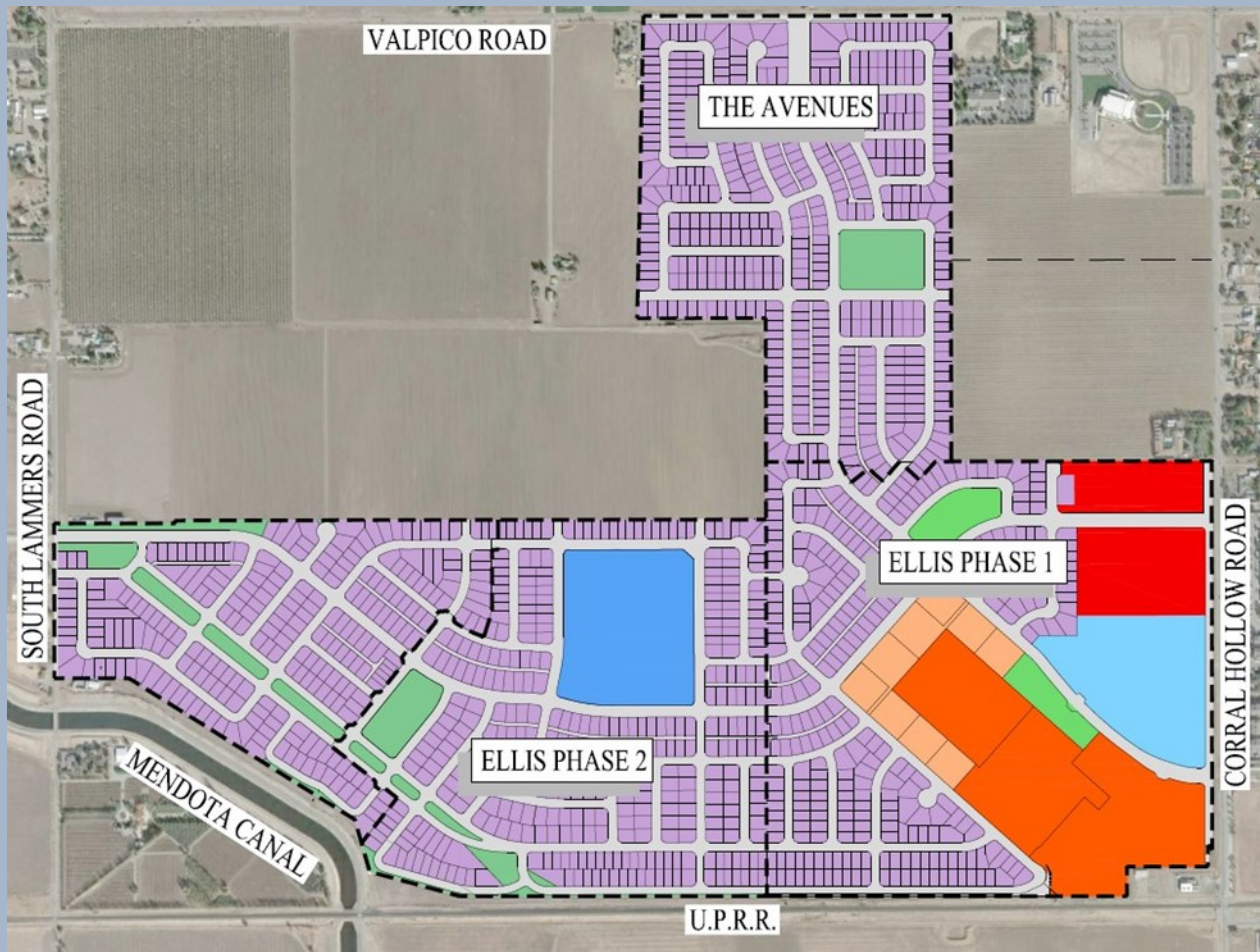 VALPICO ROAD
THE AVENUES
SOUTH LAMMERS ROAD
CORRAL HOLLOW ROAD
ELLIS PHASE 1
ELLIS PHASE 2
MENDOTA CANAL
U.P.R.R.